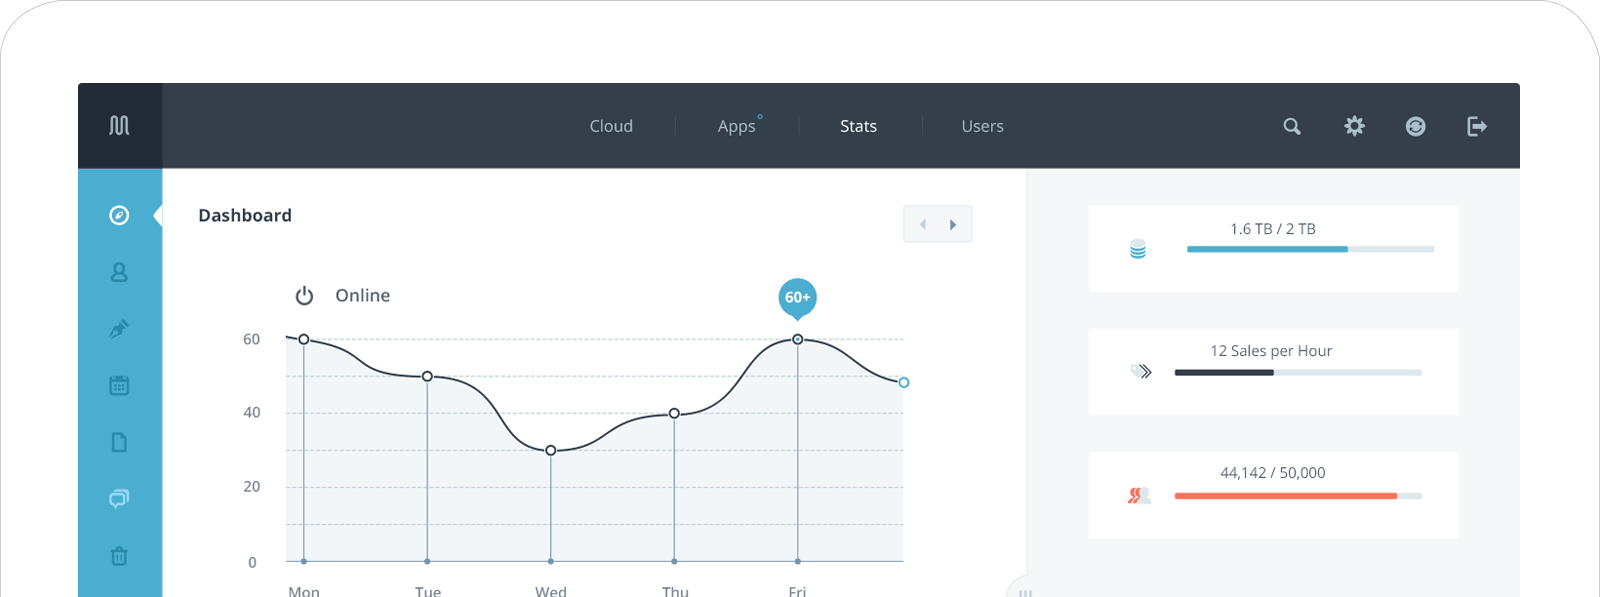 Cloud
Apps
Stats
Users
Dashboard
Online
60+
60
40
20
0
Mon
Tue
Wed
Thu
Fri
1.6 TB / 2 TB
12 Sales per Hour
44,142 / 50,000